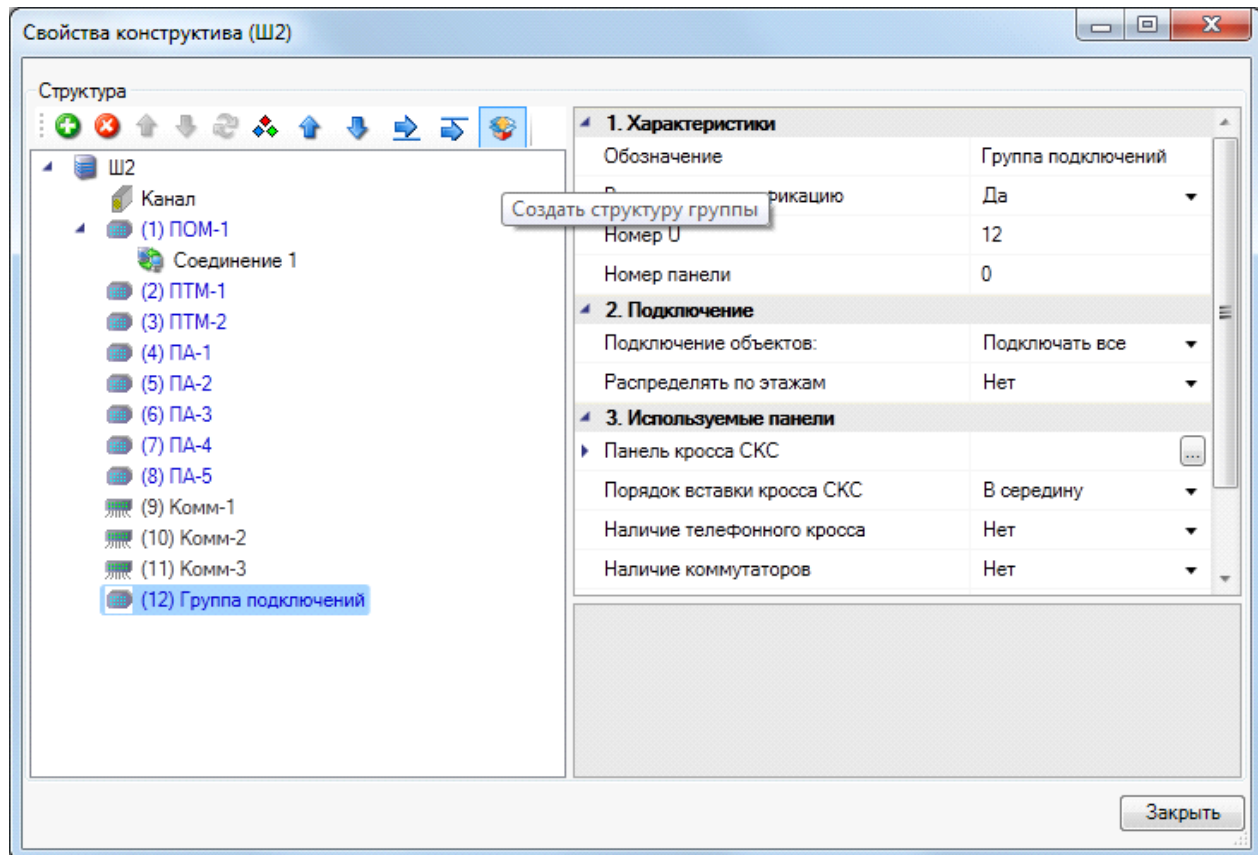 Свойства конструктива (Ш2)
Структура
Ш2
Канал
(1) ПОМ-1
Соединение 1
(2) ПТМ-1
(3) ПТМ-2
(4) ПА-1
(5) ПА-2
(6) ПА-3
(7) ПА-4
(8) ПА-5
(9) Комм-1
(10) Комм-2
(11) Комм-3
(12) Группа подключений
Создать структуру группы
1. Характеристики
Обозначение Группа подключений
Да
Номер U 12
Номер панели 0
2. Подключение
Подключение объектов: Подключать все
Распределять по этажам Нет
3. Используемые панели
Панель кросса СКС ...
Порядок вставки кросса СКС В середину
Наличие телефонного кросса Нет
Наличие коммутаторов Нет
Закрыть